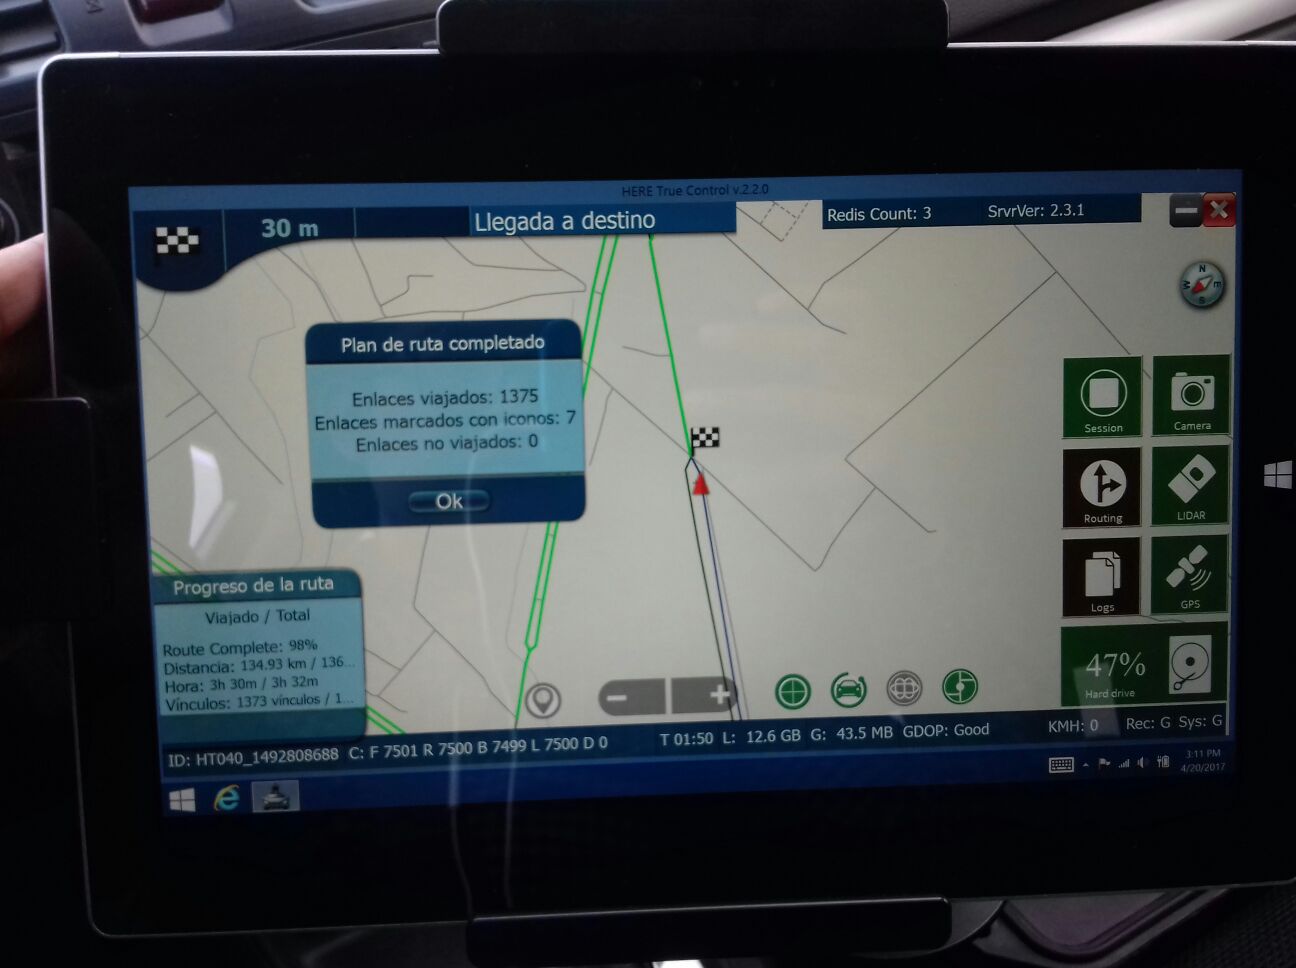 HERE True Control v.2.2.0
30 m
Llegada a destino
Redis Count: 3
SrvrVer: 2.3.1
N
W
E
S
Plan de ruta completado
Enlaces viajados: 1375
Enlaces marcados con iconos: 7
Enlaces no viajados: 0
Ok
Session
Camera
Routing
LIDAR
Logs
GPS
47%
Hard drive
Progreso de la ruta
Viajado / Total
Route Complete: 98%
Distancia: 134.93 km / 136...
Hora: 3h 30m / 3h 32m
Vínculos: 1373 vínculos / 1...
ID: HT040_1492808688 C: F 7501 R 7500 B 7499 L 7500 D 0 T 01:50 L: 12.6 GB G: 43.5 MB GDOP: Good KMH: 0 Rec: G Sys: G
3:11 PM
4/20/2017